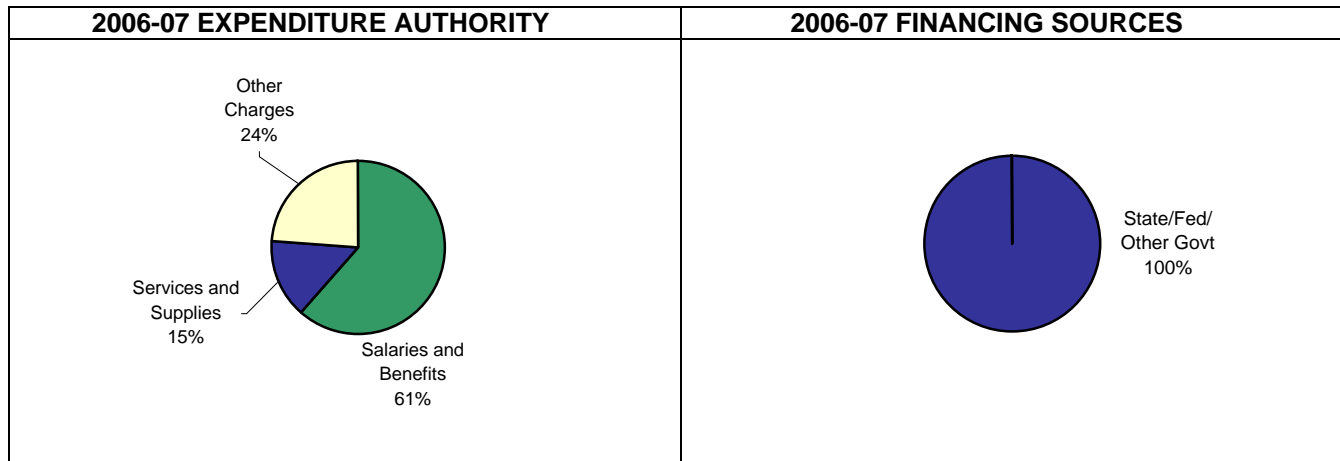 2006-07 EXPENDITURE AUTHORITY
Other
Charges
24%
Services and
Supplies
15%
Salaries and
Benefits
61%
2006-07 FINANCING SOURCES
State/Fed/
Other Govt
100%